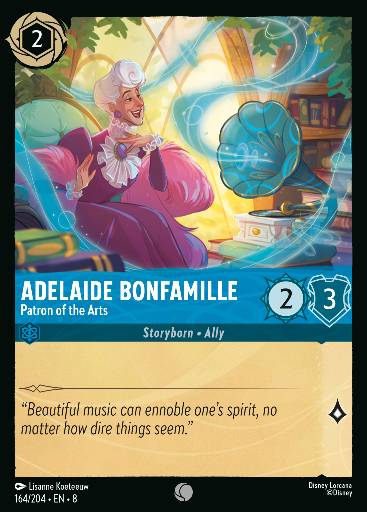 2
ADELAIDE BONFAMILLE
Patron of the Arts
2
3
Storyborn • Ally
“Beautiful music can ennoble one’s spirit, no
matter how dire things seem.”
Lisanne Koeteeuw
Disney Lorcana
164/204 • EN • 8
©Disney